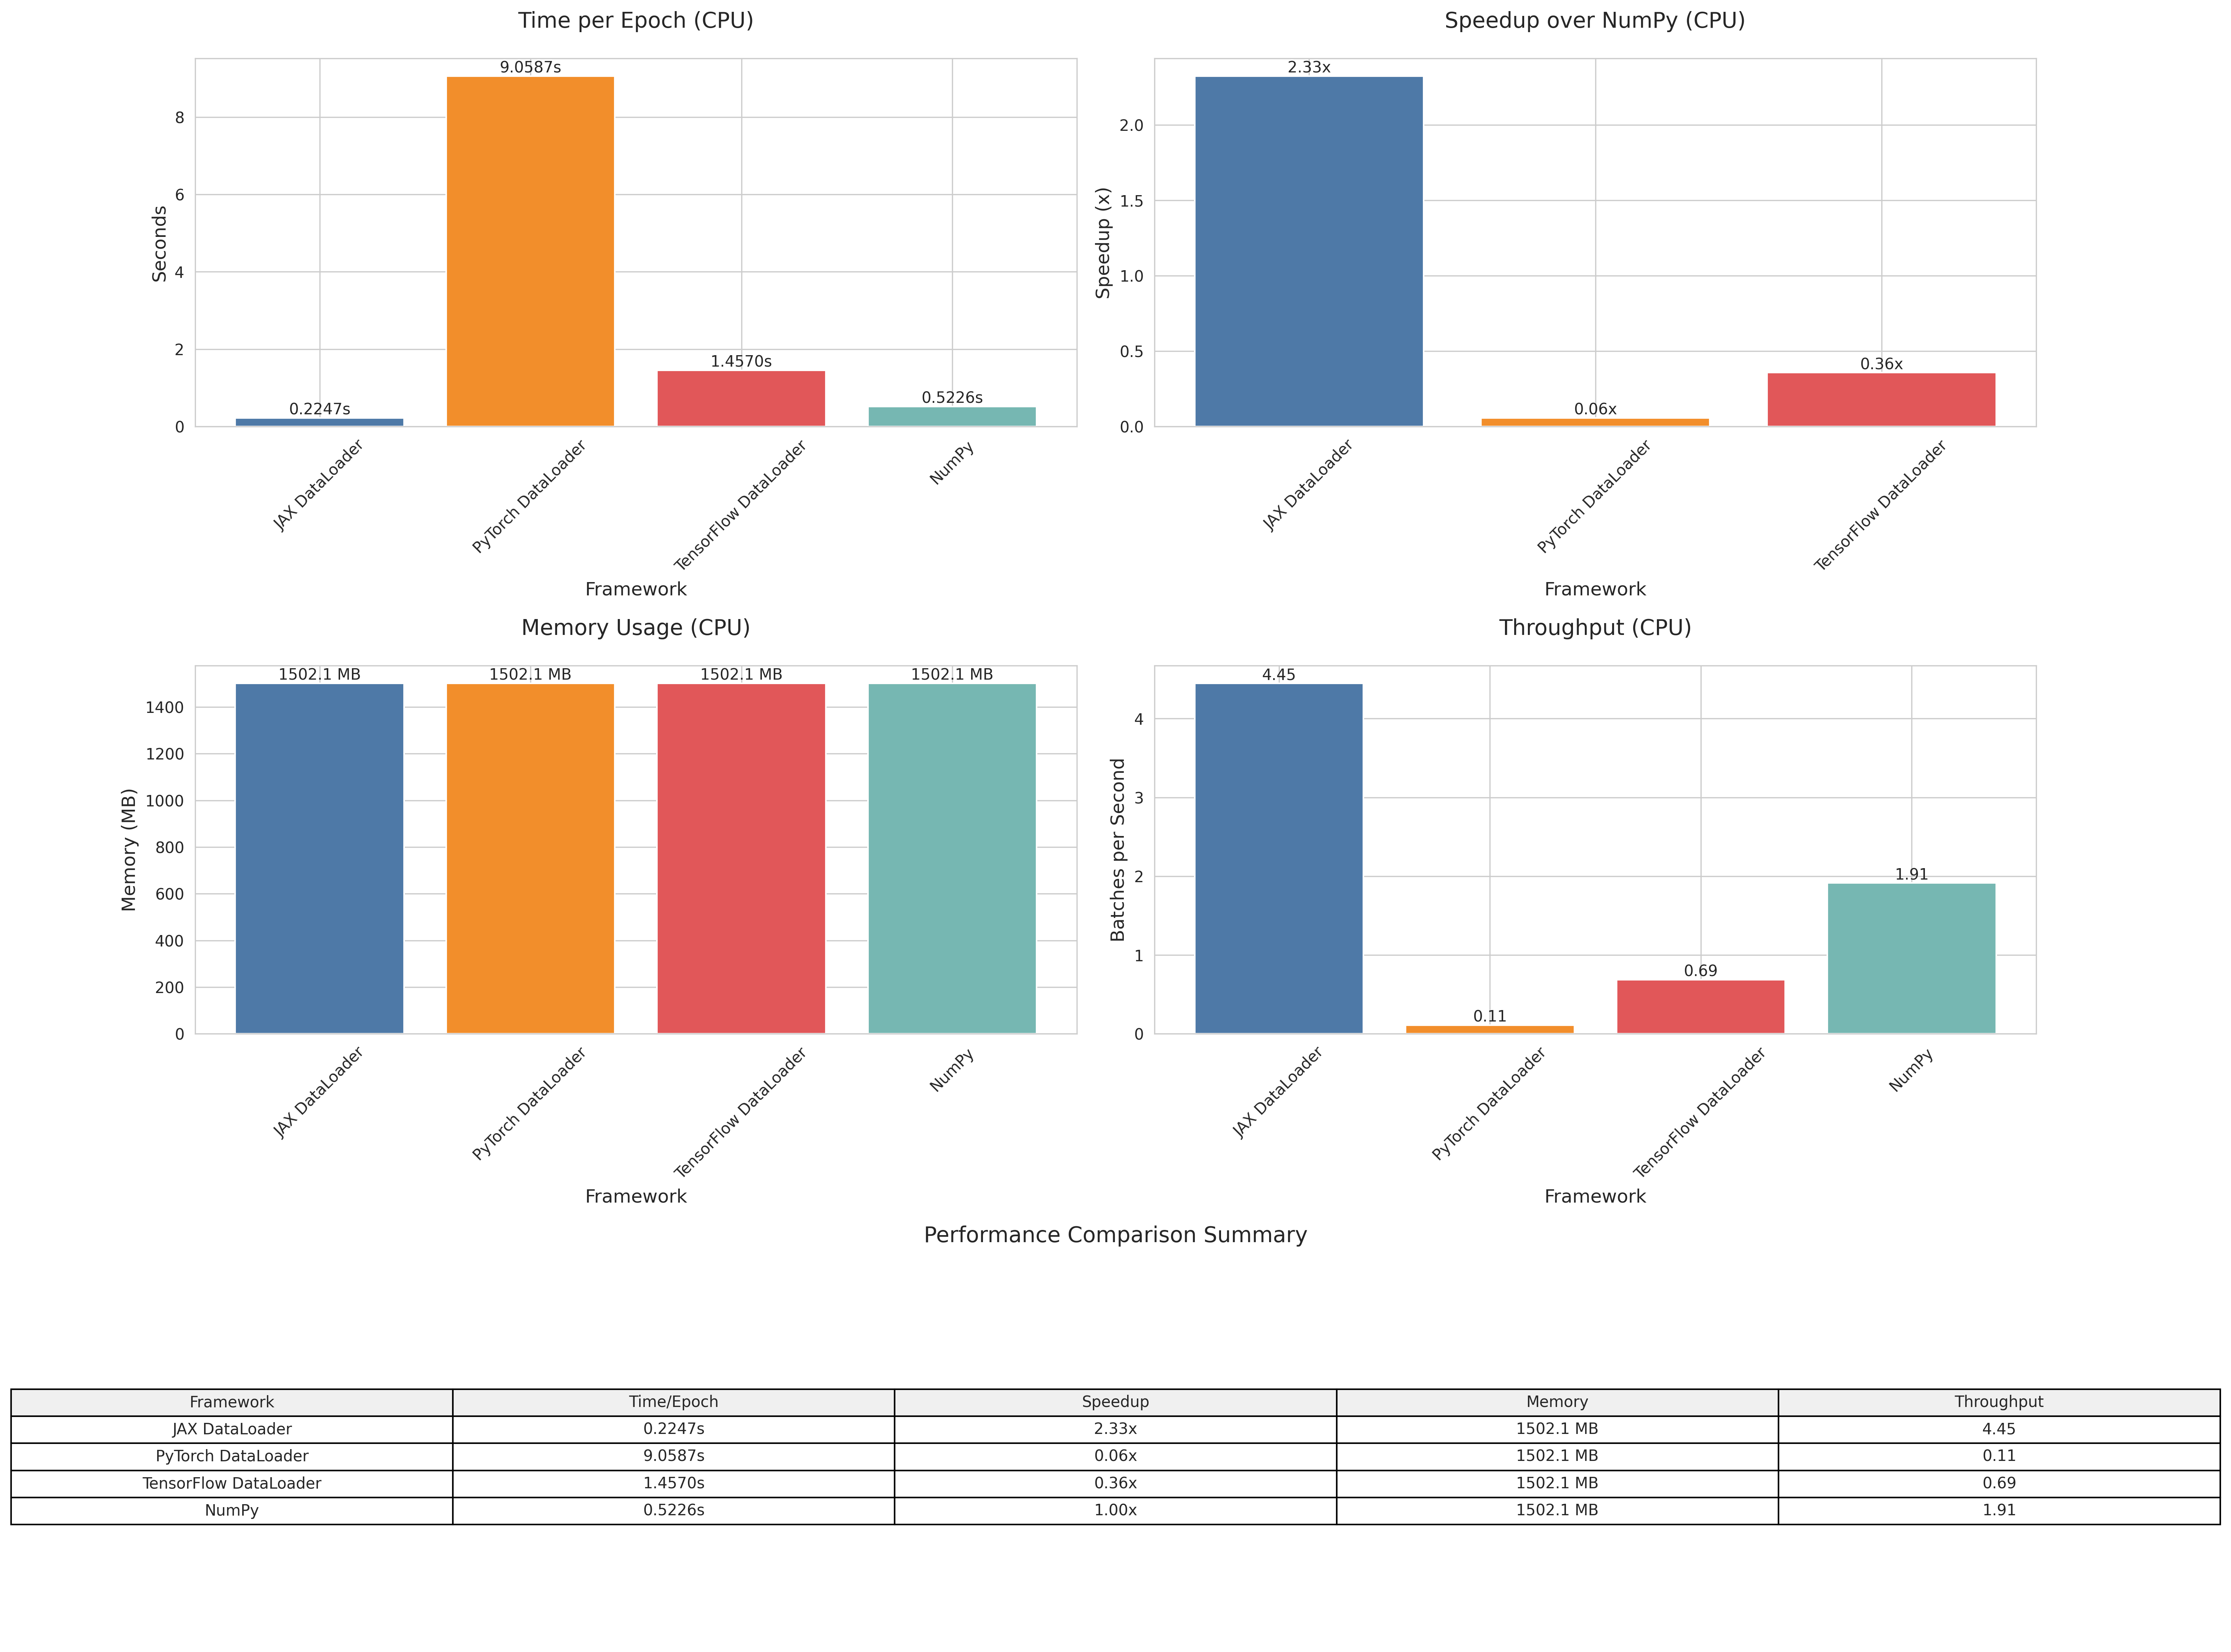 Time per Epoch (CPU)
Seconds
8
6
4
2
0
9.0587s
1.4570s
0.5226s
0.2247s
JAX DataLoader
PyTorch DataLoader
TensorFlow DataLoader
NumPy
Framework
Speedup over NumPy (CPU)
Speedup (x)
2.0
1.5
1.0
0.5
0.0
2.33x
0.06x
0.36x
JAX DataLoader
PyTorch DataLoader
TensorFlow DataLoader
Framework
Memory Usage (CPU)
Memory (MB)
1400
1200
1000
800
600
400
200
0
1502.1 MB
1502.1 MB
1502.1 MB
1502.1 MB
JAX DataLoader
PyTorch DataLoader
TensorFlow DataLoader
NumPy
Framework
Throughput (CPU)
Batches per Second
4
3
2
1
0
4.45
0.11
0.69
1.91
JAX DataLoader
PyTorch DataLoader
TensorFlow DataLoader
NumPy
Framework
Performance Comparison Summary
Framework Time/Epoch Speedup Memory Throughput
JAX DataLoader 0.2247s 2.33x 1502.1 MB 4.45
PyTorch DataLoader 9.0587s 0.06x 1502.1 MB 0.11
TensorFlow DataLoader 1.4570s 0.36x 1502.1 MB 0.69
NumPy 0.5226s 1.00x 1502.1 MB 1.91